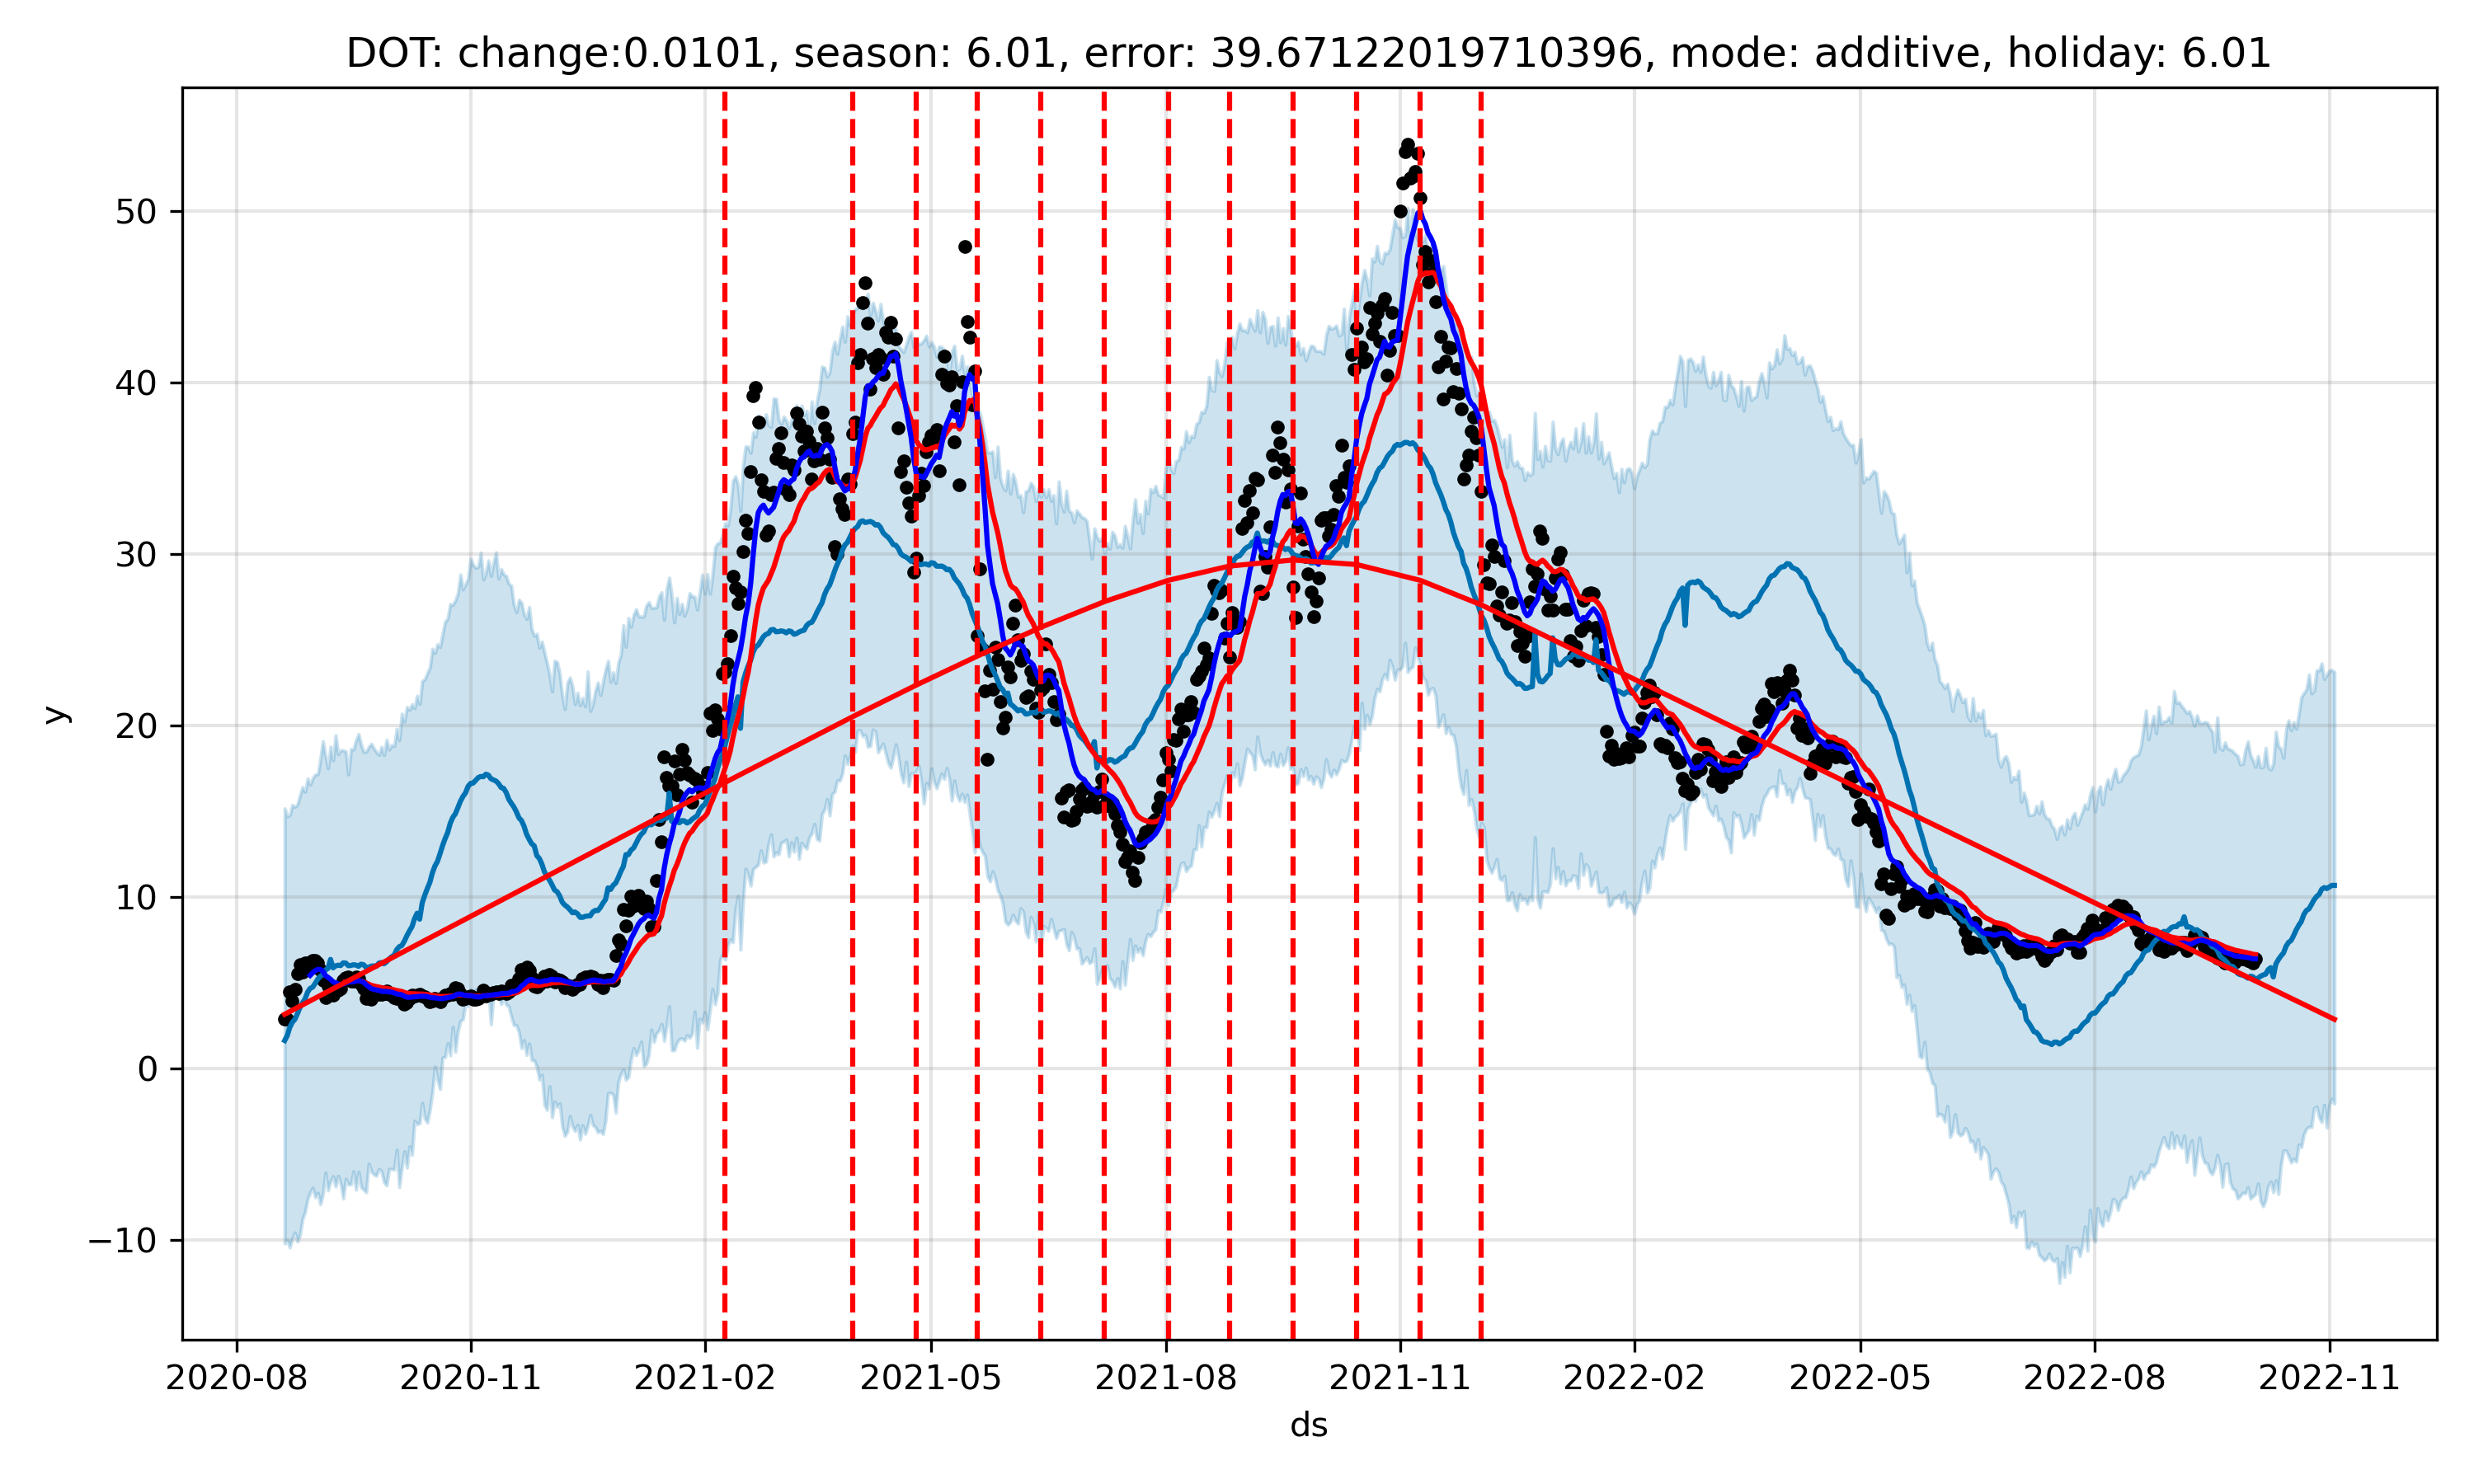 DOT: change:0.0101, season: 6.01, error: 39.67122019710396, mode: additive, holiday: 6.01
50
40
30
20
10
0
−10
y
2020-08 2020-11 2021-02 2021-05 2021-08 2021-11 2022-02 2022-05 2022-08 2022-11
ds